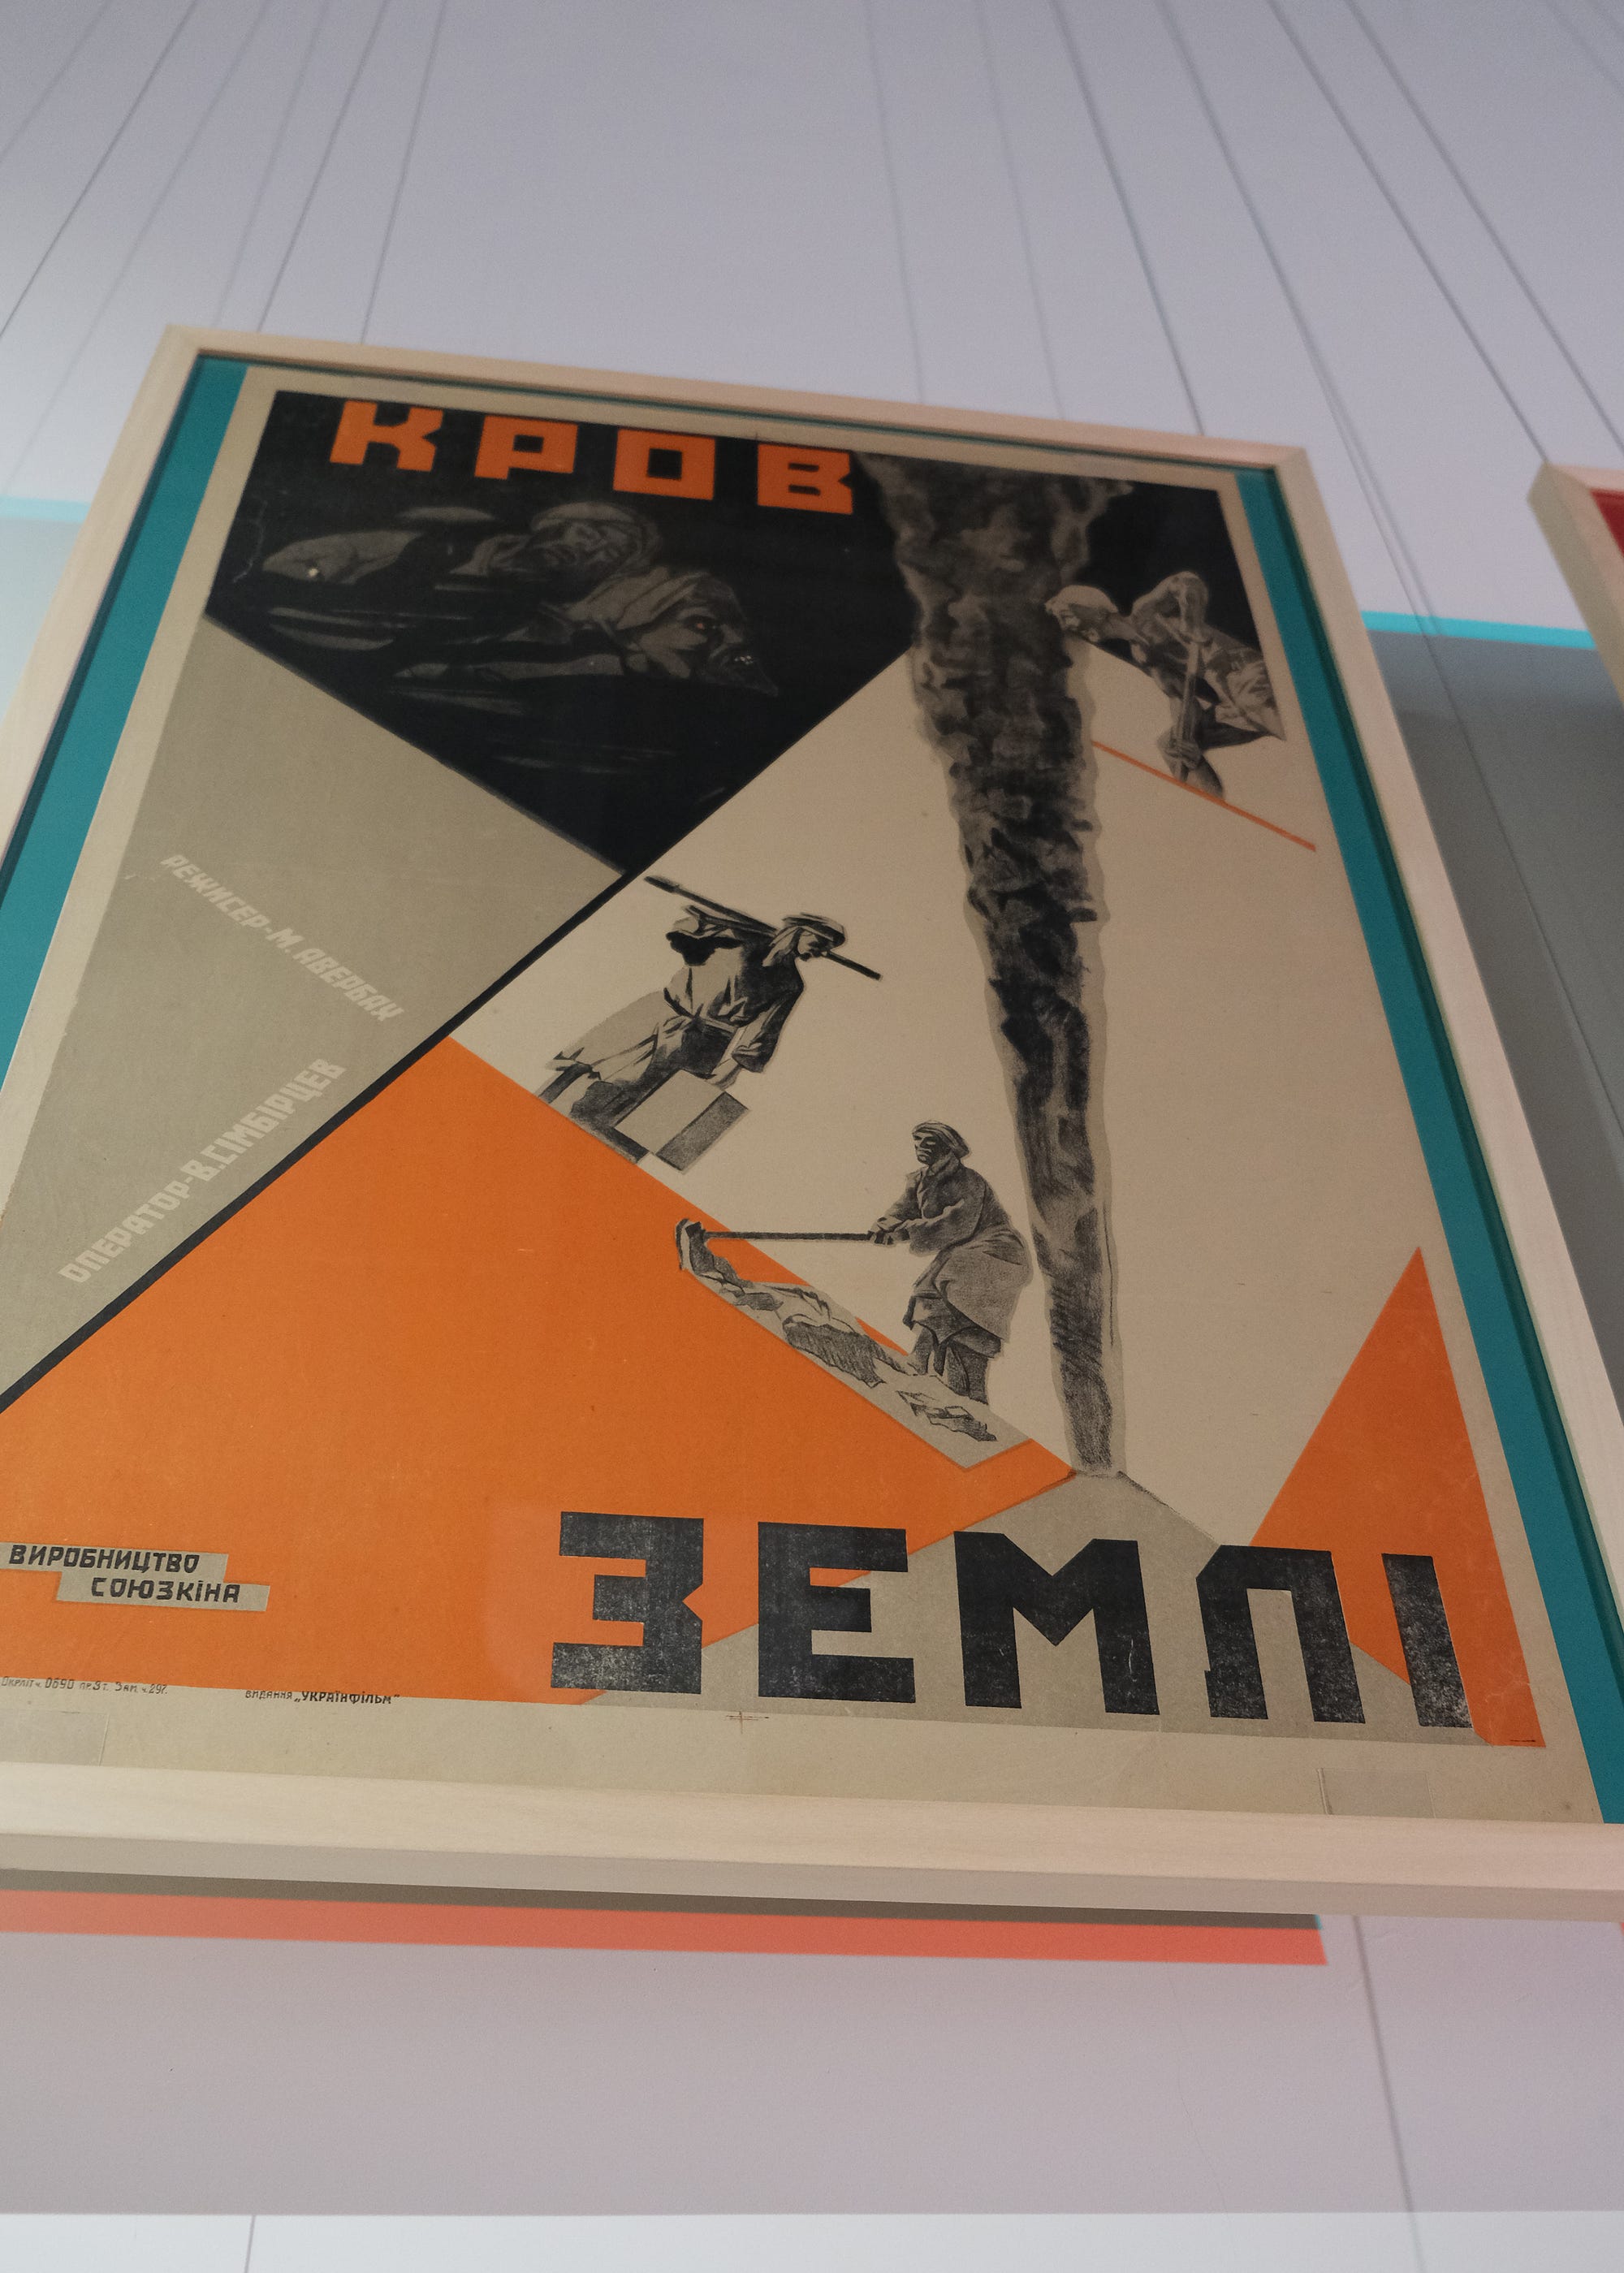 КРОВ
РЕЖИСЕР-М АВЕРБАХ
ОПЕРАТОР-В.СІМБІРЦЕВ
ЗЕМЛІ
ВИРОБНИЦТВО
СОЮЗКІНА
ВИДАННЯ „УКРАЇНФІЛЬМ"